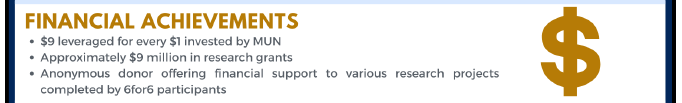 FINANCIAL ACHIEVEMENTS
• $9 leveraged for every $1 invested by MUN
• Approximately $9 million in research grants
• Anonymous donor offering financial support to various research projects
completed by 6for6 participants
$